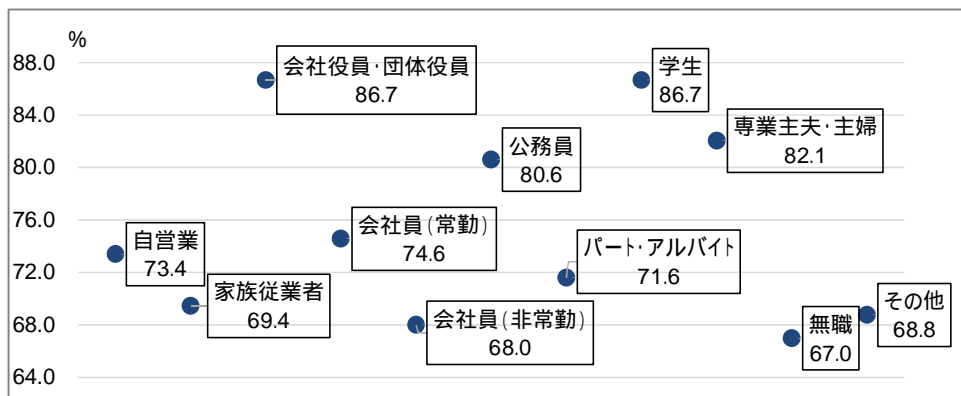 %
88.0
84.0
80.0
76.0
72.0
68.0
64.0
自営業
73.4
家族従業者
69.4
会社役員･団体役員
86.7
会社員(常勤)
74.6
会社員(非常勤)
68.0
公務員
80.6
パート･アルバイト
71.6
学生
86.7
専業主夫･主婦
82.1
無職
67.0
その他
68.8